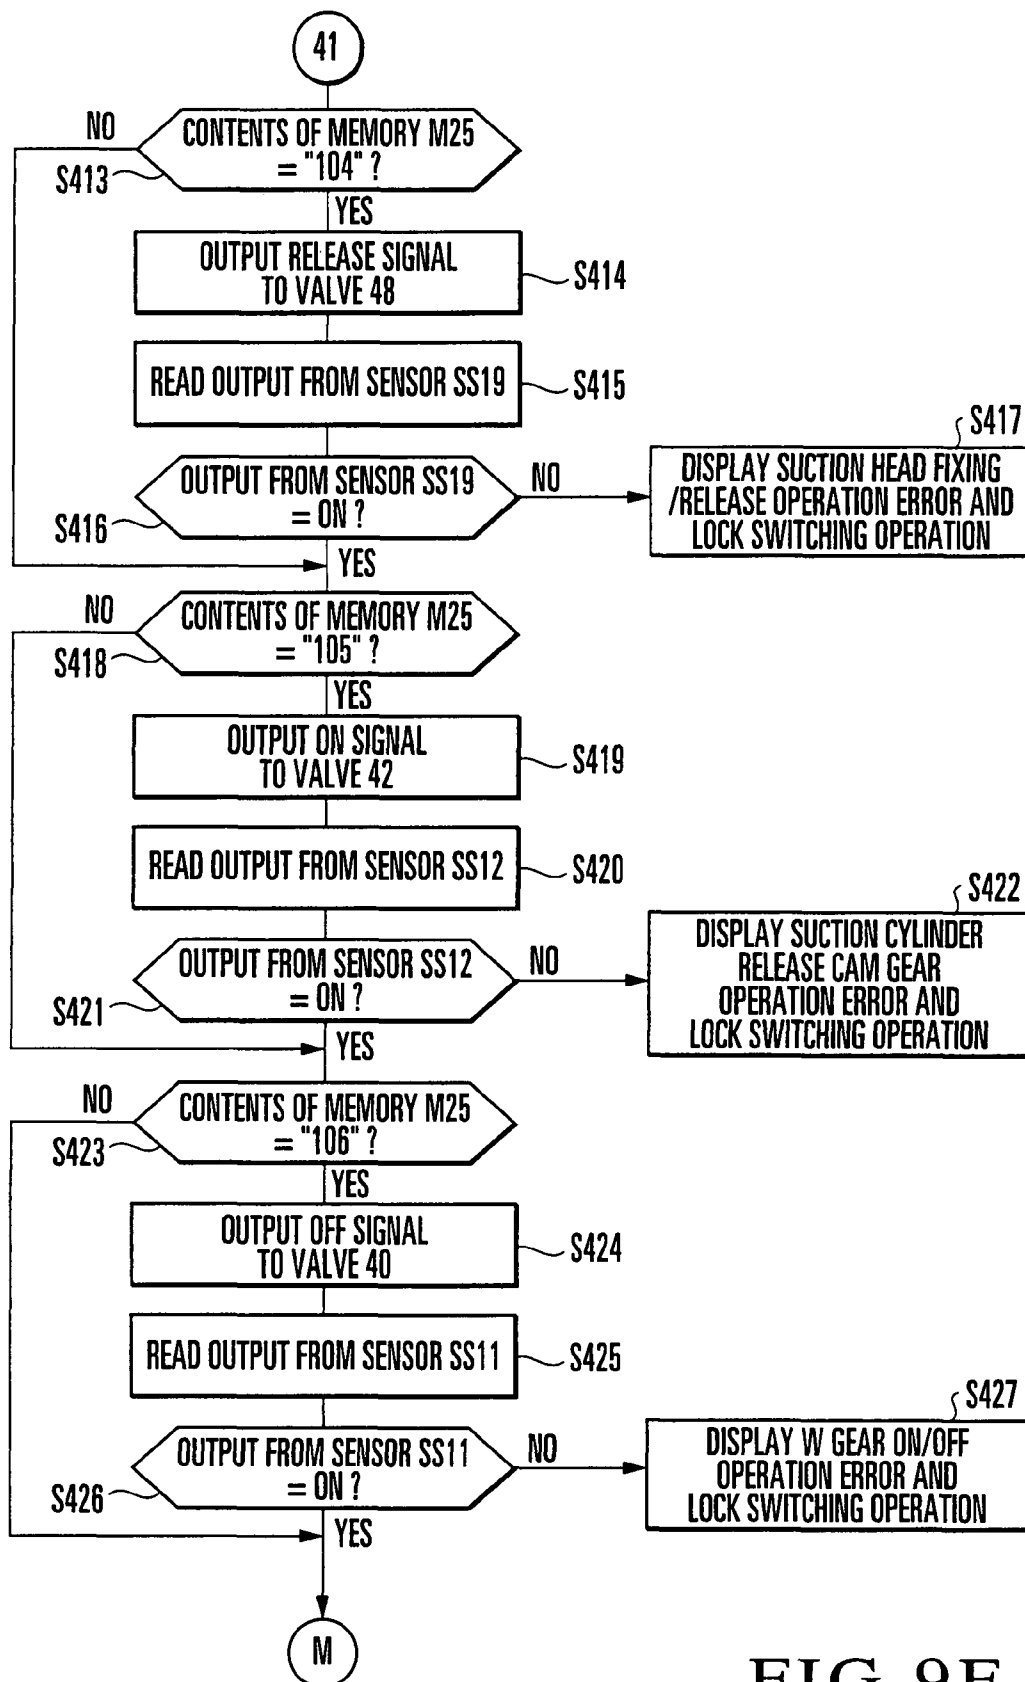 41
CONTENTS OF MEMORY M25
= "104" ?
NO
S413
YES
OUTPUT RELEASE SIGNAL
TO VALVE 48
S414
READ OUTPUT FROM SENSOR SS19
S415
OUTPUT FROM SENSOR SS19
= ON ?
S416
NO
S417
DISPLAY SUCTION HEAD FIXING
/RELEASE OPERATION ERROR AND
LOCK SWITCHING OPERATION
YES
CONTENTS OF MEMORY M25
= "105" ?
NO
S418
YES
OUTPUT ON SIGNAL
TO VALVE 42
S419
READ OUTPUT FROM SENSOR SS12
S420
OUTPUT FROM SENSOR SS12
= ON ?
S421
NO
S422
DISPLAY SUCTION CYLINDER
RELEASE CAM GEAR
OPERATION ERROR AND
LOCK SWITCHING OPERATION
YES
CONTENTS OF MEMORY M25
= "106" ?
NO
S423
YES
OUTPUT OFF SIGNAL
TO VALVE 40
S424
READ OUTPUT FROM SENSOR SS11
S425
OUTPUT FROM SENSOR SS11
= ON ?
S426
NO
S427
DISPLAY W GEAR ON/OFF
OPERATION ERROR AND
LOCK SWITCHING OPERATION
YES
M